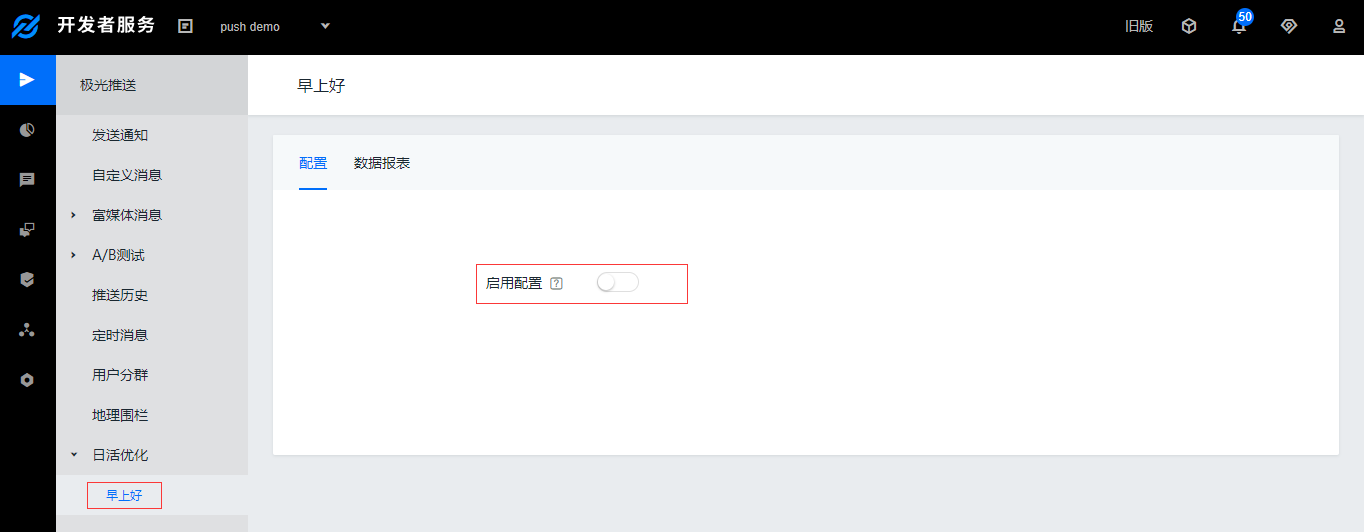 开发者服务
push demo
旧版
50
极光推送
发送通知
自定义消息
富媒体消息
A/B测试
推送历史
定时消息
用户分群
地理围栏
日活优化
早上好
早上好
配置 数据报表
启用配置 ?